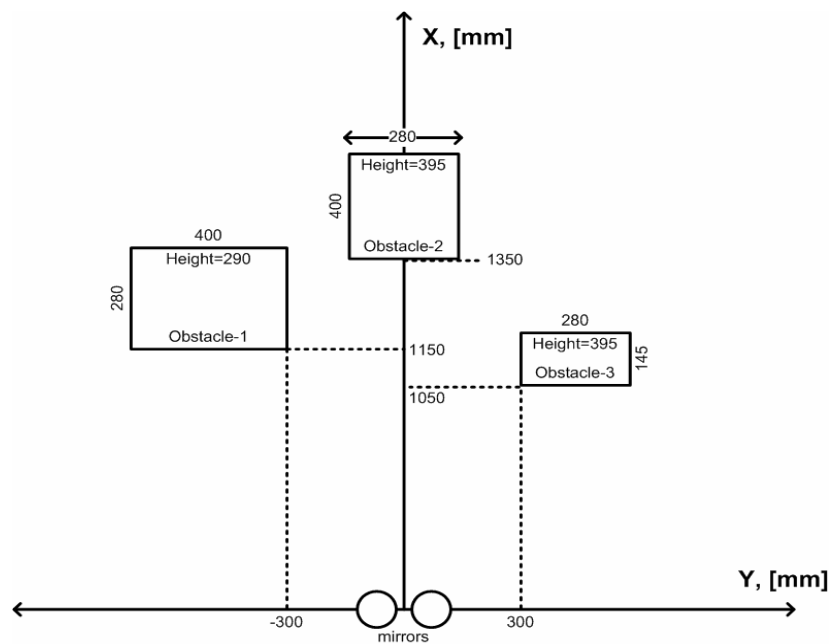 X, [mm]
280
Height=395
400
Obstacle-2
1350
400
Height=290
280
Obstacle-1
1150
280
Height=395
Obstacle-3
145
1050
Y, [mm]
-300
mirrors
300